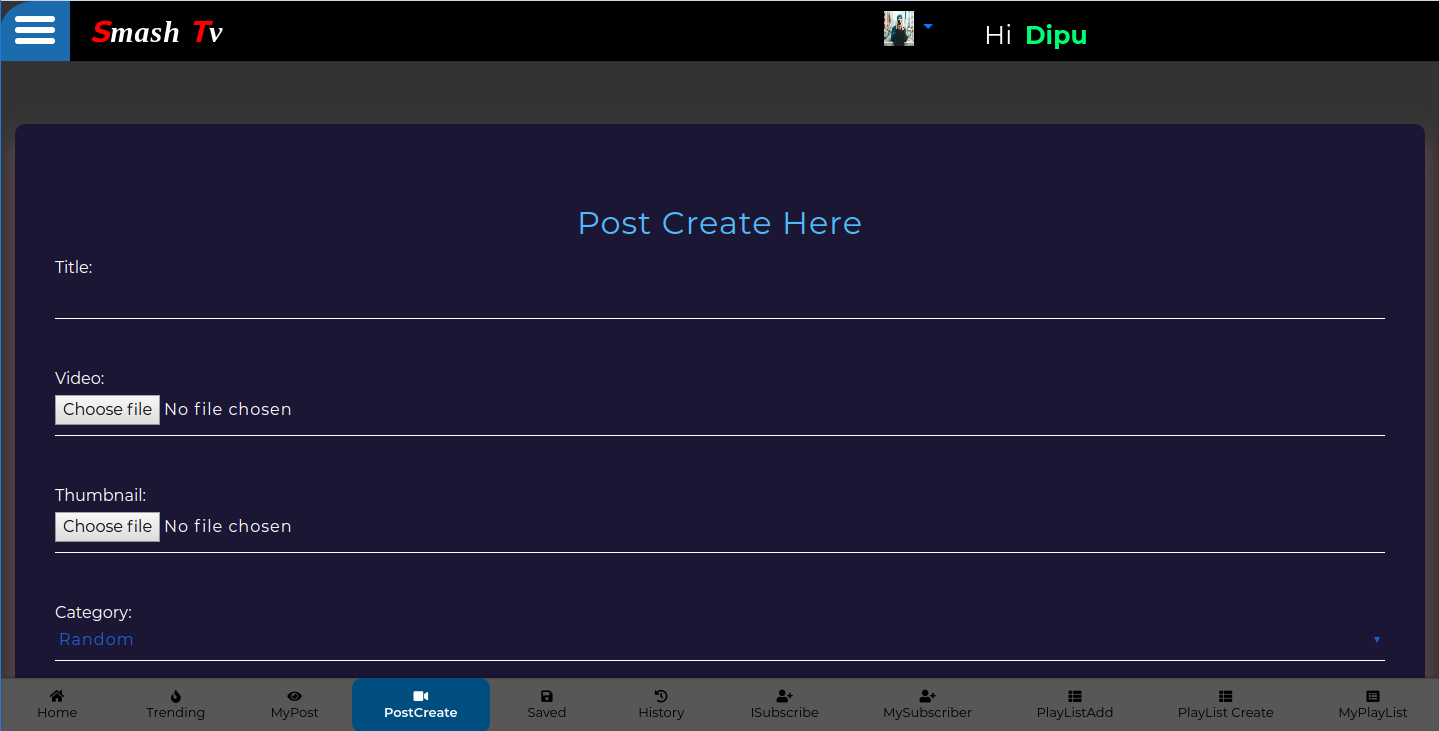 Smash Tv
Hi Dipu
Post Create Here
Title:
Video:
Choose file No file chosen
Thumbnail:
Choose file No file chosen
Category:
Random
Home Trending MyPost PostCreate Saved History ISubscribe MySubscriber PlayListAdd PlayList Create MyPlayList